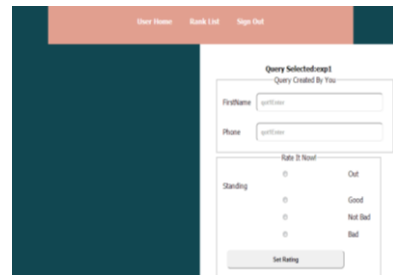 User Home Rank List Sign Out
Query Selected:exp1
Query Created By You
FirstName
Phone
Rate It Now!
Out
Standing
Good
Not Bad
Bad
Set Rating